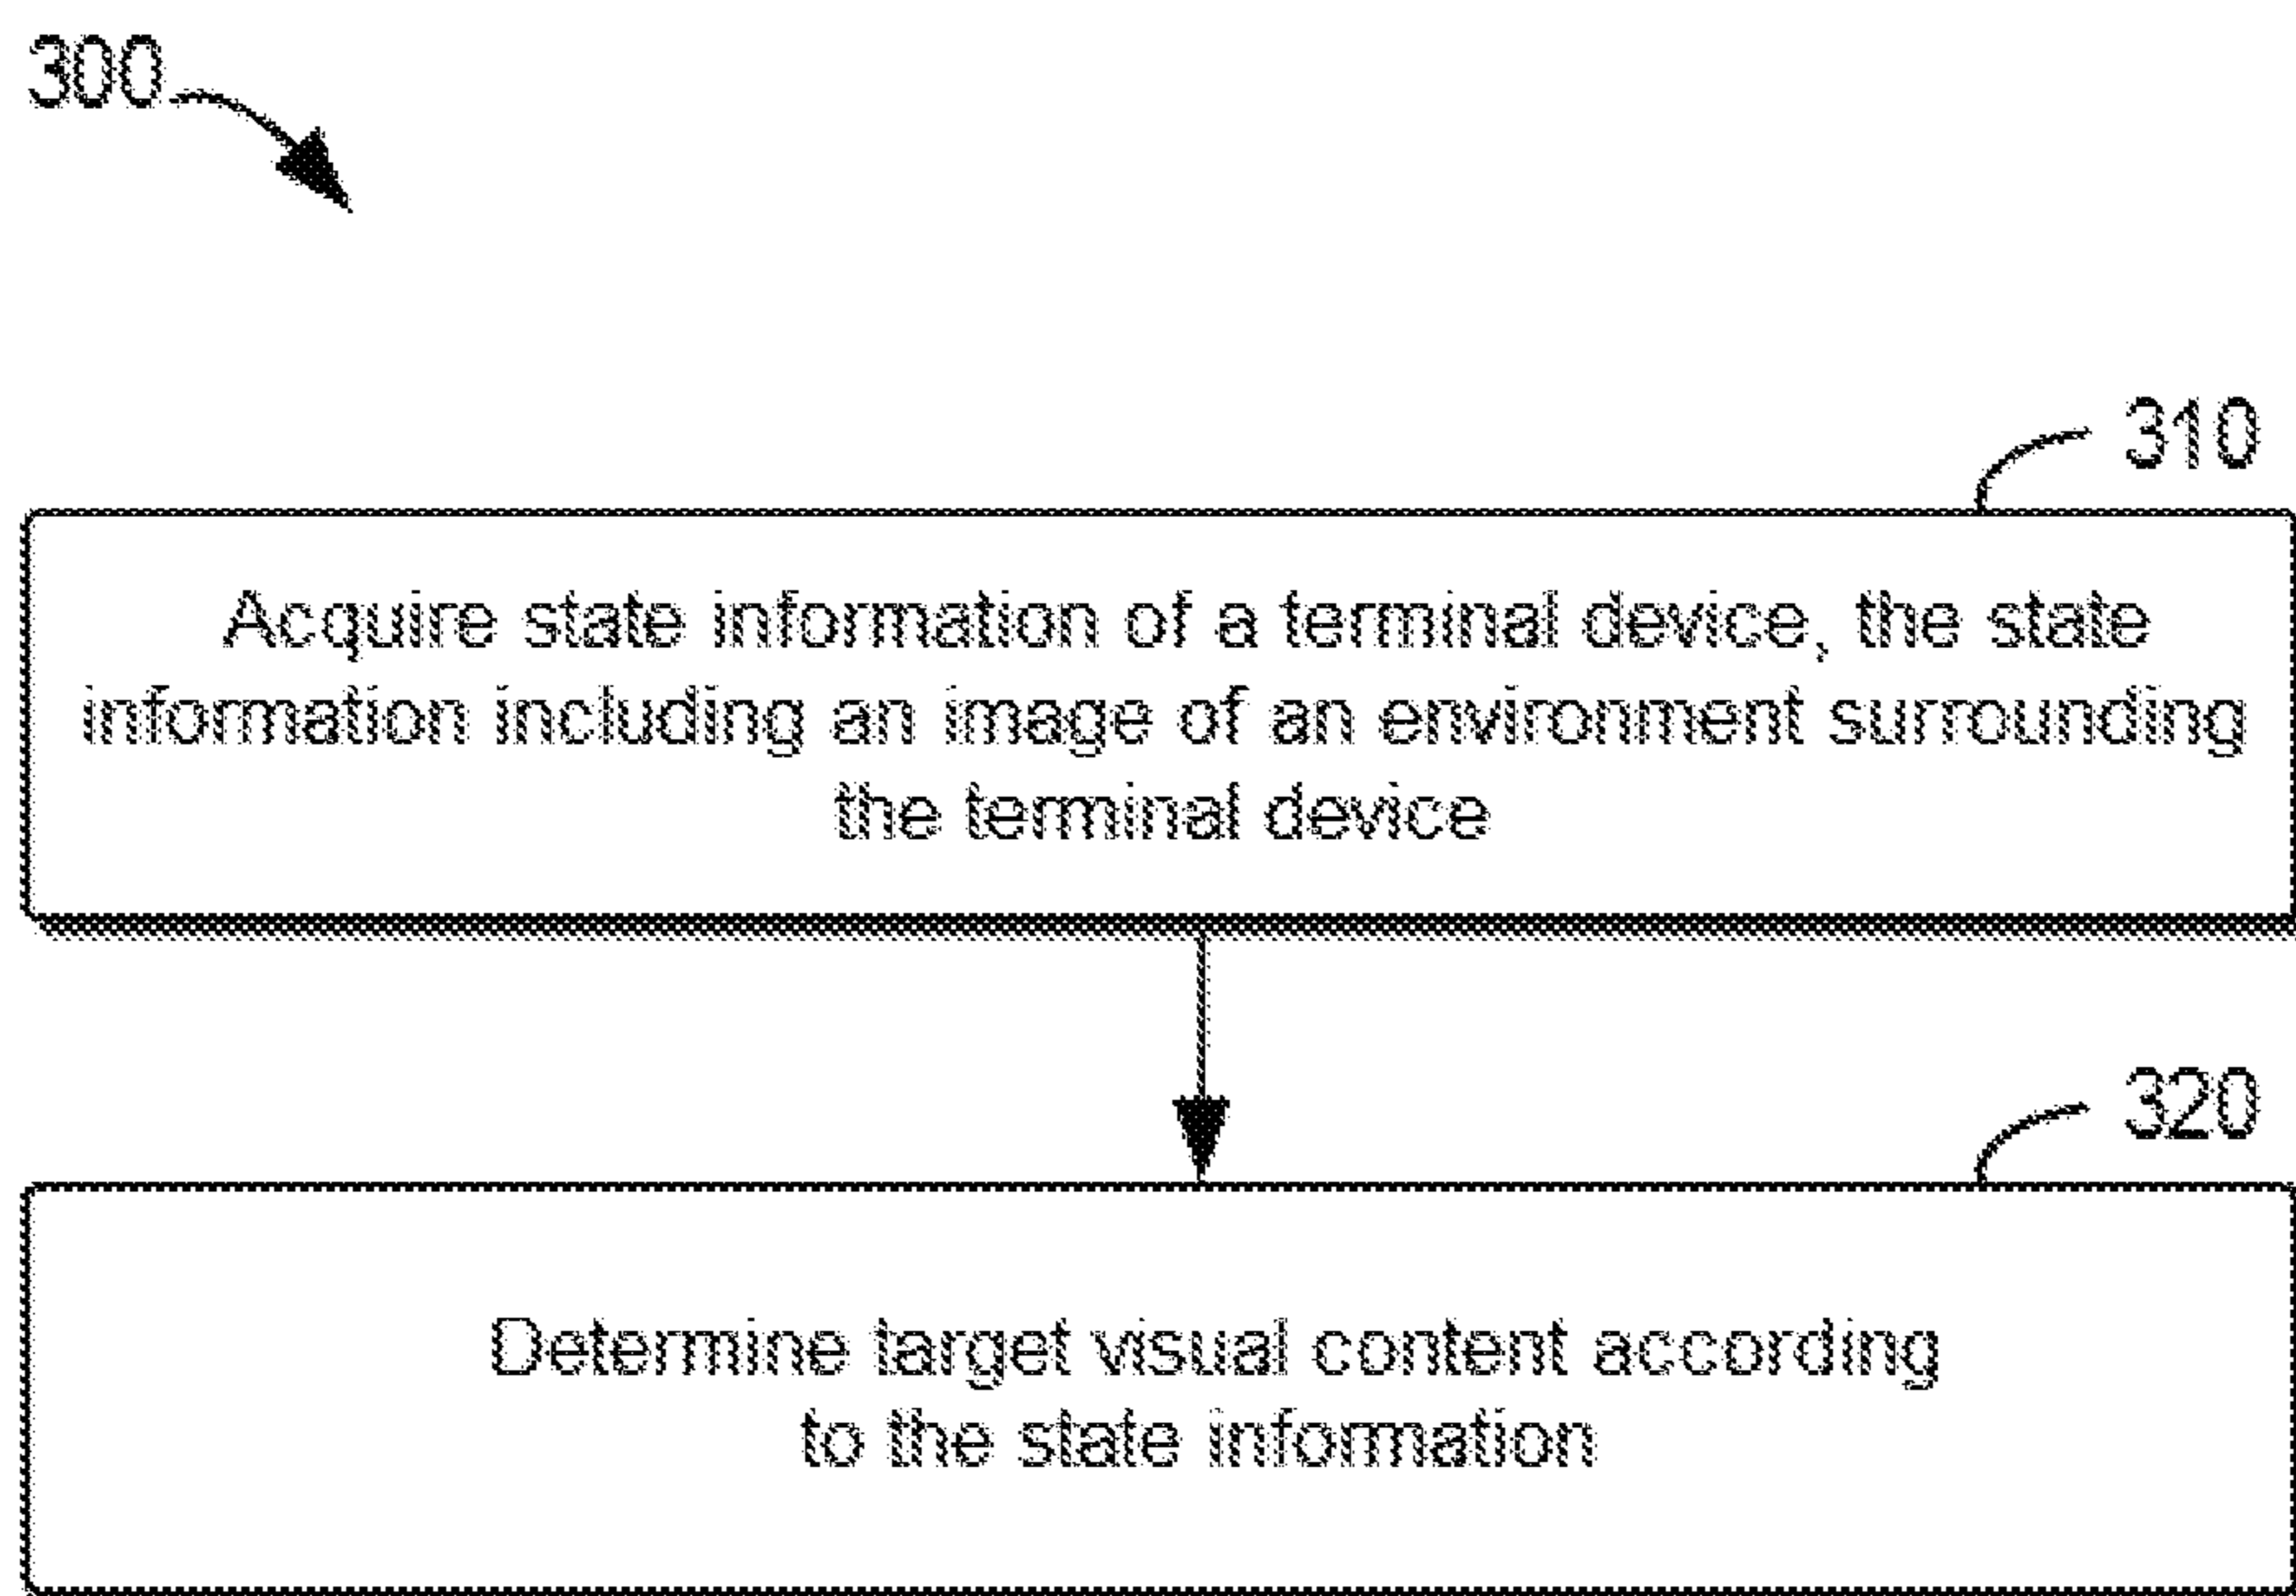 300
310
Acquire state information of a terminal device, the state
information including an image of an environment surrounding
the terminal device
320
Determine target visual content according
to the state information